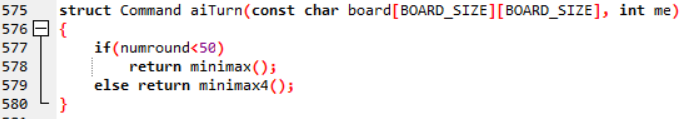 575 struct Command aiTurn(const char board[BOARD_SIZE][BOARD_SIZE], int me)
576 {
577 if(numround<50)
578 return minimax();
579 else return minimax4();
580 }